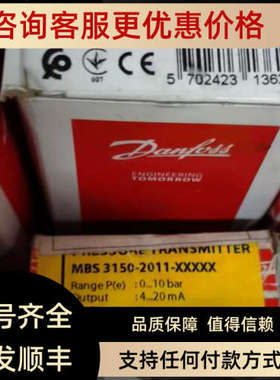 咨询客服更优惠价格
5 702423 1363
Danfoss
ENGINEERING
TOMORROW
PRESSURE TRANSMITTER
MBS 3150-2011-XXXXX
Range P(e) : 0...10 bar
Output : 4...20 mA
号齐全
品质保障 值得信赖
发顺丰
支持任何付款方式